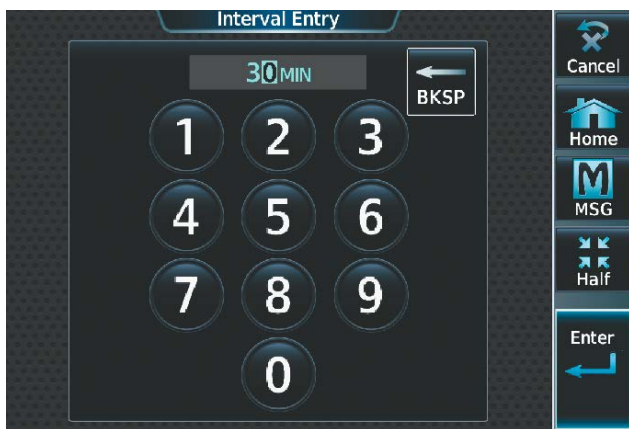 Interval Entry
30 MIN
BKSP
1 2 3
4 5 6
7 8 9
0
Cancel
Home
M
MSG
Half
Enter